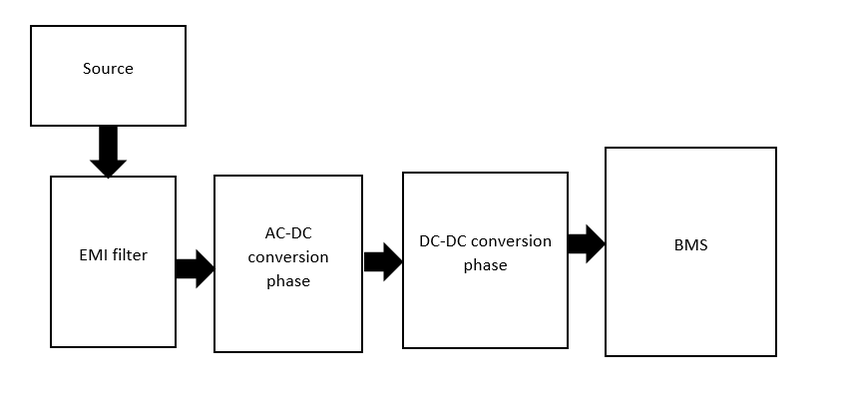 Source
EMI filter
AC-DC
conversion
phase
DC-DC conversion
phase
BMS